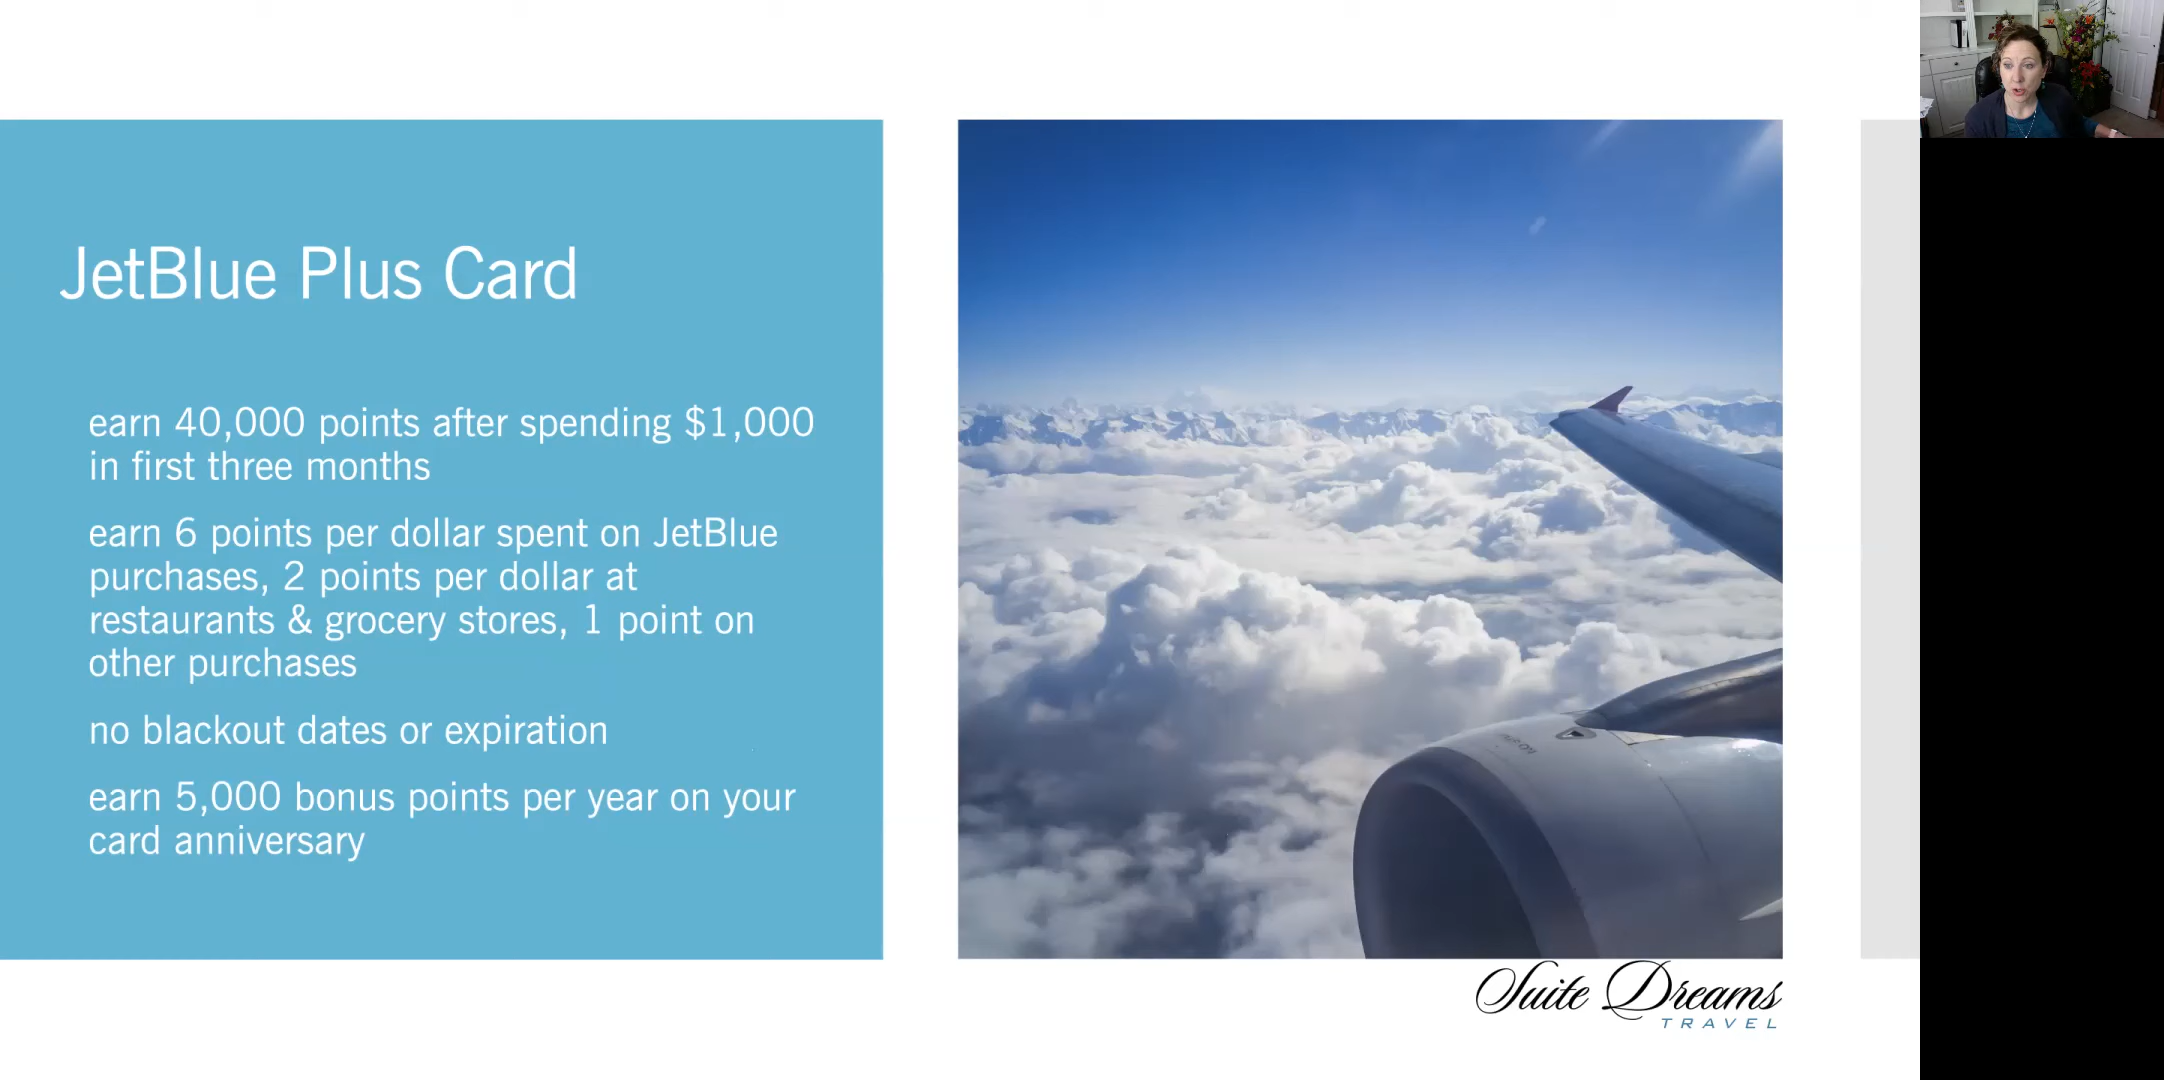 JetBlue Plus Card
earn 40,000 points after spending $1,000
in first three months
earn 6 points per dollar spent on JetBlue
purchases, 2 points per dollar at
restaurants & grocery stores, 1 point on
other purchases
no blackout dates or expiration
earn 5,000 bonus points per year on your
card anniversary
Suite Dreams
TRAVEL